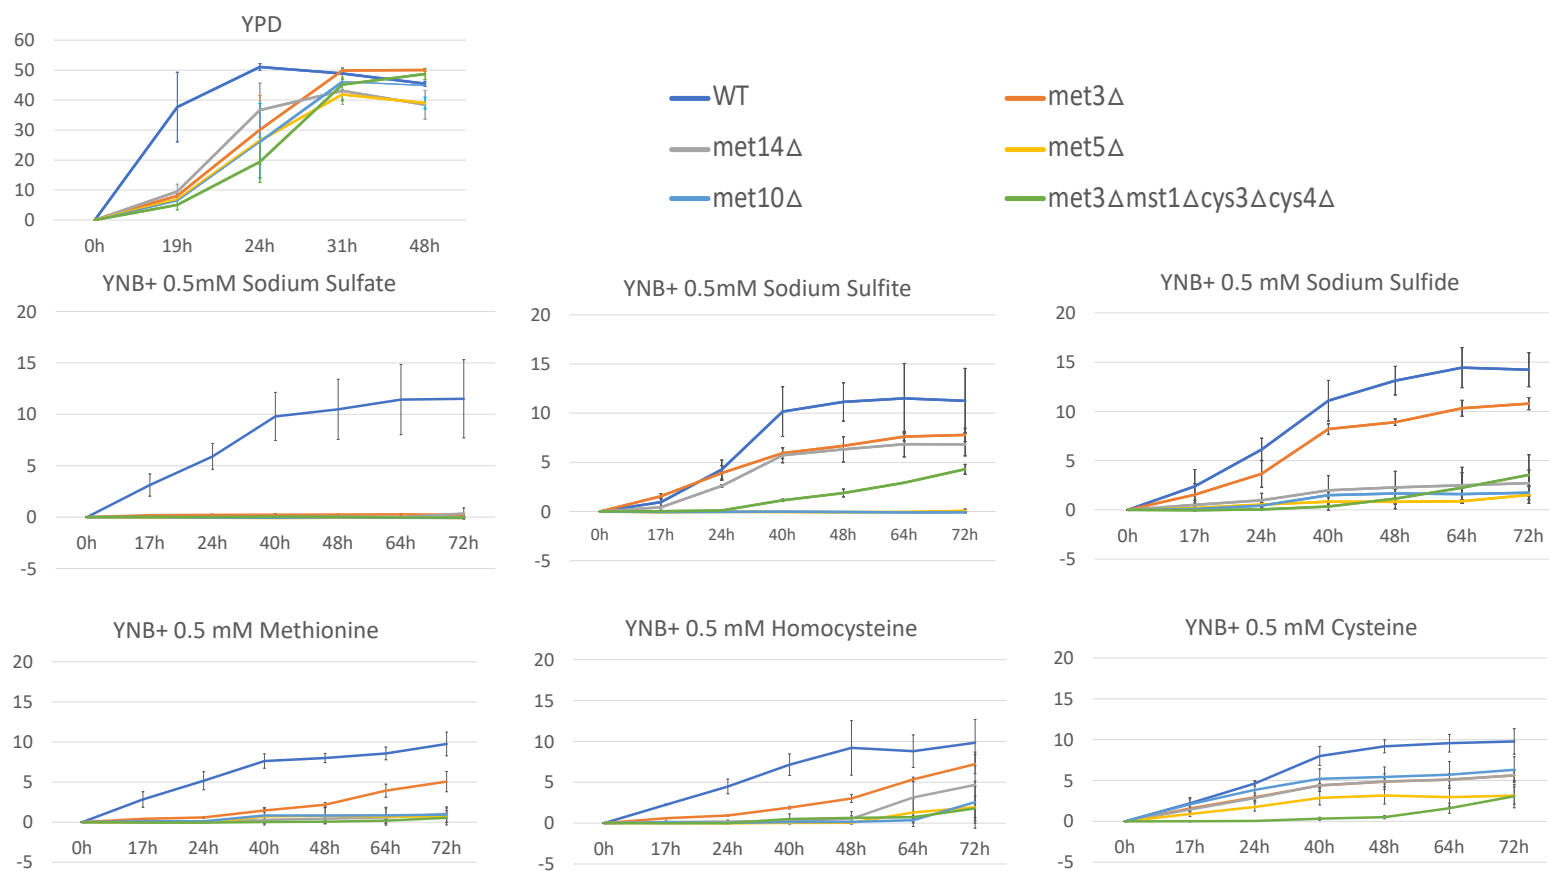 YPD
60
50
40
30
20
10
0
0h 19h 24h 31h 48h
WT met3Δ
met14Δ met5Δ
met10Δ met3Δmst1Δcys3Δcys4Δ
YNB+ 0.5mM Sodium Sulfate
20
15
10
5
0
-5
0h 17h 24h 40h 48h 64h 72h
YNB+ 0.5mM Sodium Sulfite
20
15
10
5
0
-5
0h 17h 24h 40h 48h 64h 72h
YNB+ 0.5 mM Sodium Sulfide
20
15
10
5
0
-5
0h 17h 24h 40h 48h 64h 72h
YNB+ 0.5 mM Methionine
20
15
10
5
0
-5
0h 17h 24h 40h 48h 64h 72h
YNB+ 0.5 mM Homocysteine
20
15
10
5
0
-5
0h 17h 24h 40h 48h 64h 72h
YNB+ 0.5 mM Cysteine
20
15
10
5
0
-5
0h 17h 24h 40h 48h 64h 72h